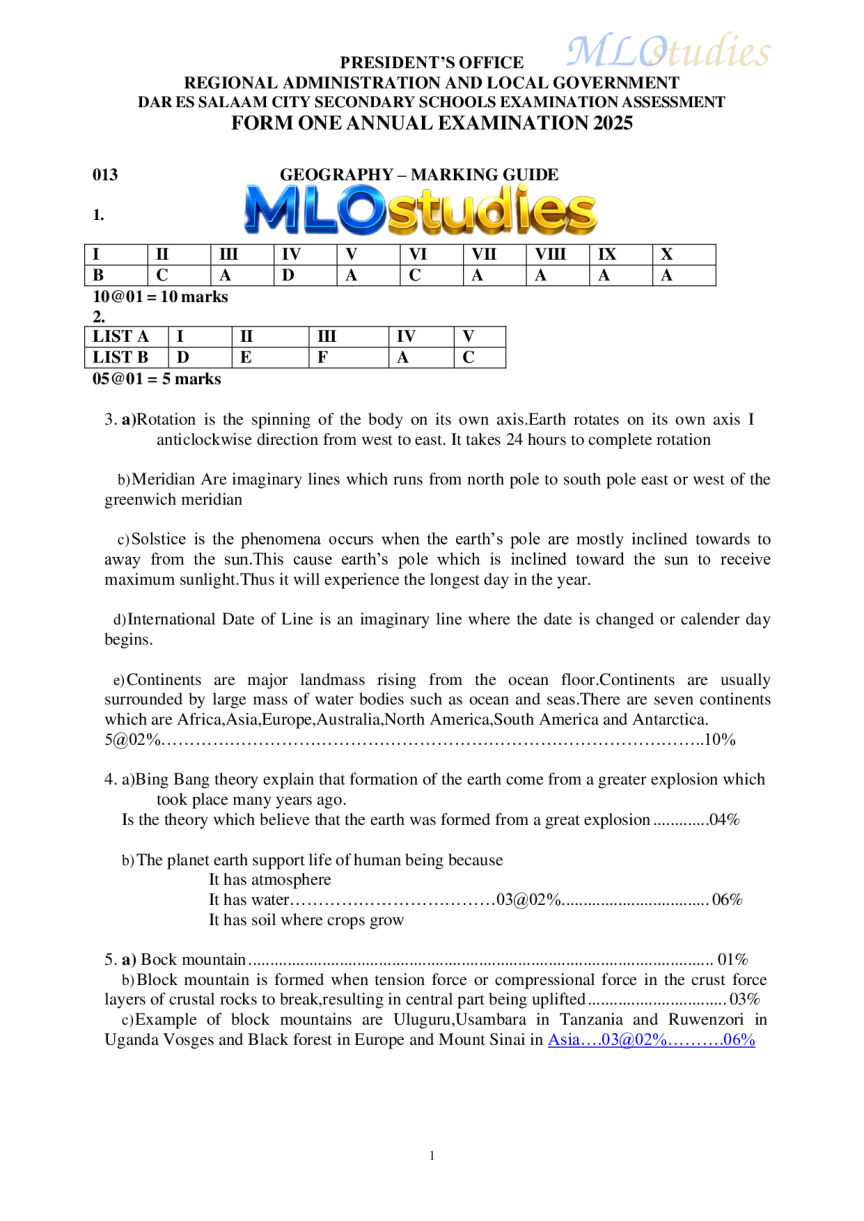 MLOstudies
PRESIDENT'S OFFICE
REGIONAL ADMINISTRATION AND LOCAL GOVERNMENT
DAR ES SALAAM CITY SECONDARY SCHOOLS EXAMINATION ASSESSMENT
FORM ONE ANNUAL EXAMINATION 2025
013 GEOGRAPHY – MARKING GUIDE
MLOstudies
1.
I II III IV V VI VII VIII IX X
B C A D A C A A A A
10@01 = 10 marks
2.
LIST A I II III IV V
LIST B D E F A C
05@01 = 5 marks
3. a)Rotation is the spinning of the body on its own axis.Earth rotates on its own axis I
anticlockwise direction from west to east. It takes 24 hours to complete rotation
b)Meridian Are imaginary lines which runs from north pole to south pole east or west of the
greenwich meridian
c)Solstice is the phenomena occurs when the earth's pole are mostly inclined towards to
away from the sun.This cause earth's pole which is inclined toward the sun to receive
maximum sunlight.Thus it will experience the longest day in the year.
d)International Date of Line is an imaginary line where the date is changed or calender day
begins.
e)Continents are major landmass rising from the ocean floor.Continents are usually
surrounded by large mass of water bodies such as ocean and seas.There are seven continents
which are Africa,Asia,Europe,Australia,North America,South America and Antarctica.
5@02%………………………………………………………………………………..10%
4. a)Bing Bang theory explain that formation of the earth come from a greater explosion which
took place many years ago.
Is the theory which believe that the earth was formed from a great explosion.............04%
b)The planet earth support life of human being because
It has atmosphere
It has water………………………………03@02%.................................. 06%
It has soil where crops grow
5. a) Bock mountain........................................................................................................... 01%
b)Block mountain is formed when tension force or compressional force in the crust force
layers of crustal rocks to break,resulting in central part being uplifted................................ 03%
c)Example of block mountains are Uluguru,Usambara in Tanzania and Ruwenzori in
Uganda Vosges and Black forest in Europe and Mount Sinai in Asia….03@02%……….06%
1